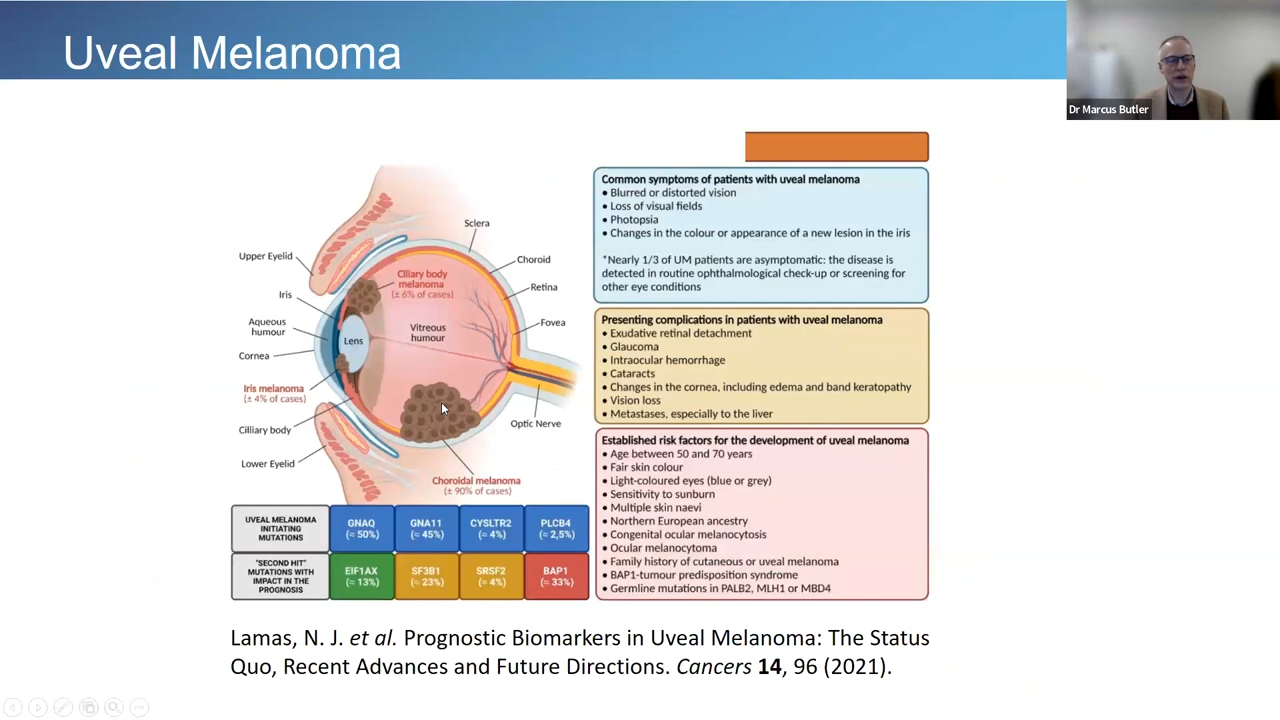 Uveal Melanoma
Dr Marcus Butler
Sclera
Upper Eyelid
Choroid
Ciliary body
melanoma
(± 6% of cases)
Retina
Iris
Aqueous
humour
Vitreous
humour
Fovea
Lens
Cornea
Iris melanoma
(± 4% of cases)
Cilliary body
Optic Nerve
Lower Eyelid
Choroidal melanoma
(± 90% of cases)
UVEAL MELANOMA
INITIATING
MUTATIONS
GNAQ
(≈ 50%)
GNA11
(≈ 45%)
CYSLTR2
(≈ 4%)
PLCB4
(≈ 2,5%)
"SECOND HIT"
MUTATIONS WITH
IMPACT IN THE
PROGNOSIS
EIF1AX
(≈ 13%)
SF3B1
(≈ 23%)
SRSF2
(≈ 4%)
BAP1
(≈ 33%)
Common symptoms of patients with uveal melanoma
• Blurred or distorted vision
• Loss of visual fields
• Photopsia
• Changes in the colour or appearance of a new lesion in the iris
*Nearly 1/3 of UM patients are asymptomatic: the disease is
detected in routine ophthalmological check-up or screening for
other eye conditions
Presenting complications in patients with uveal melanoma
• Exudative retinal detachment
• Glaucoma
• Intraocular hemorrhage
• Cataracts
• Changes in the cornea, including edema and band keratopathy
• Vision loss
• Metastases, especially to the liver
Established risk factors for the development of uveal melanoma
• Age between 50 and 70 years
• Fair skin colour
• Light-coloured eyes (blue or grey)
• Sensitivity to sunburn
• Multiple skin naevi
• Northern European ancestry
• Congenital ocular melanocytosis
• Ocular melanocytoma
• Family history of cutaneous or uveal melanoma
• BAP1-tumour predisposition syndrome
• Germline mutations in PALB2, MLH1 or MBD4
Lamas, N. J. et al. Prognostic Biomarkers in Uveal Melanoma: The Status
Quo, Recent Advances and Future Directions. Cancers 14, 96 (2021).